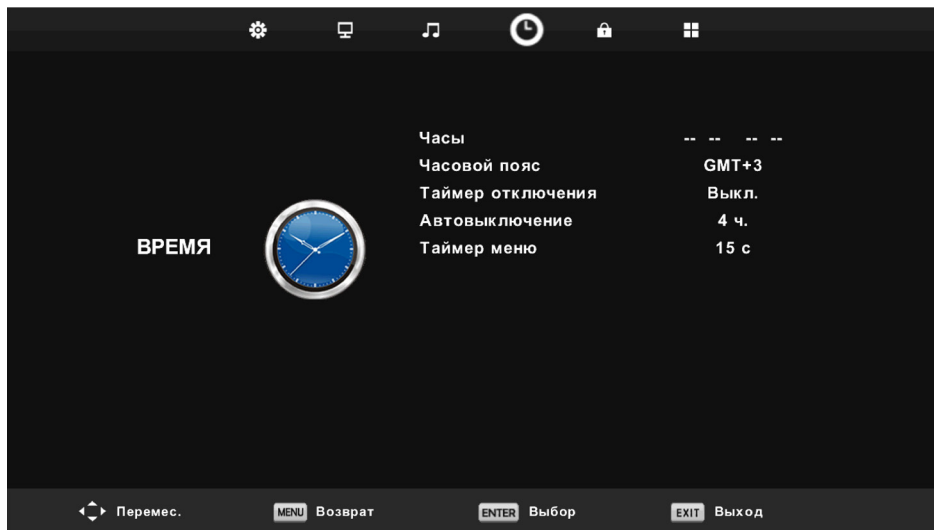 Часы -- -- -- --
Часовой пояс GMT+3
Таймер отключения Выкл.
Автовыключение 4 ч.
ВРЕМЯ
Таймер меню 15 с
Перемес. MENU Возврат ENTER Выбор EXIT Выход